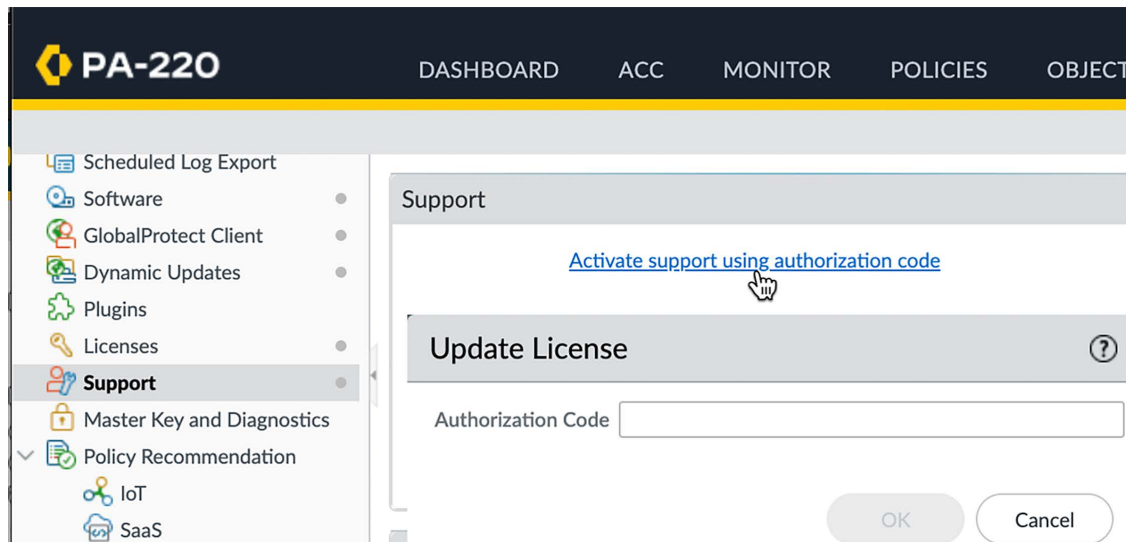 PA-220
DASHBOARD ACC MONITOR POLICIES OBJECT
Scheduled Log Export
Software
GlobalProtect Client
Dynamic Updates
Plugins
Licenses
Support
Master Key and Diagnostics
Policy Recommendation
IoT
SaaS
Support
Activate support using authorization code
Update License
?
Authorization Code
OK Cancel